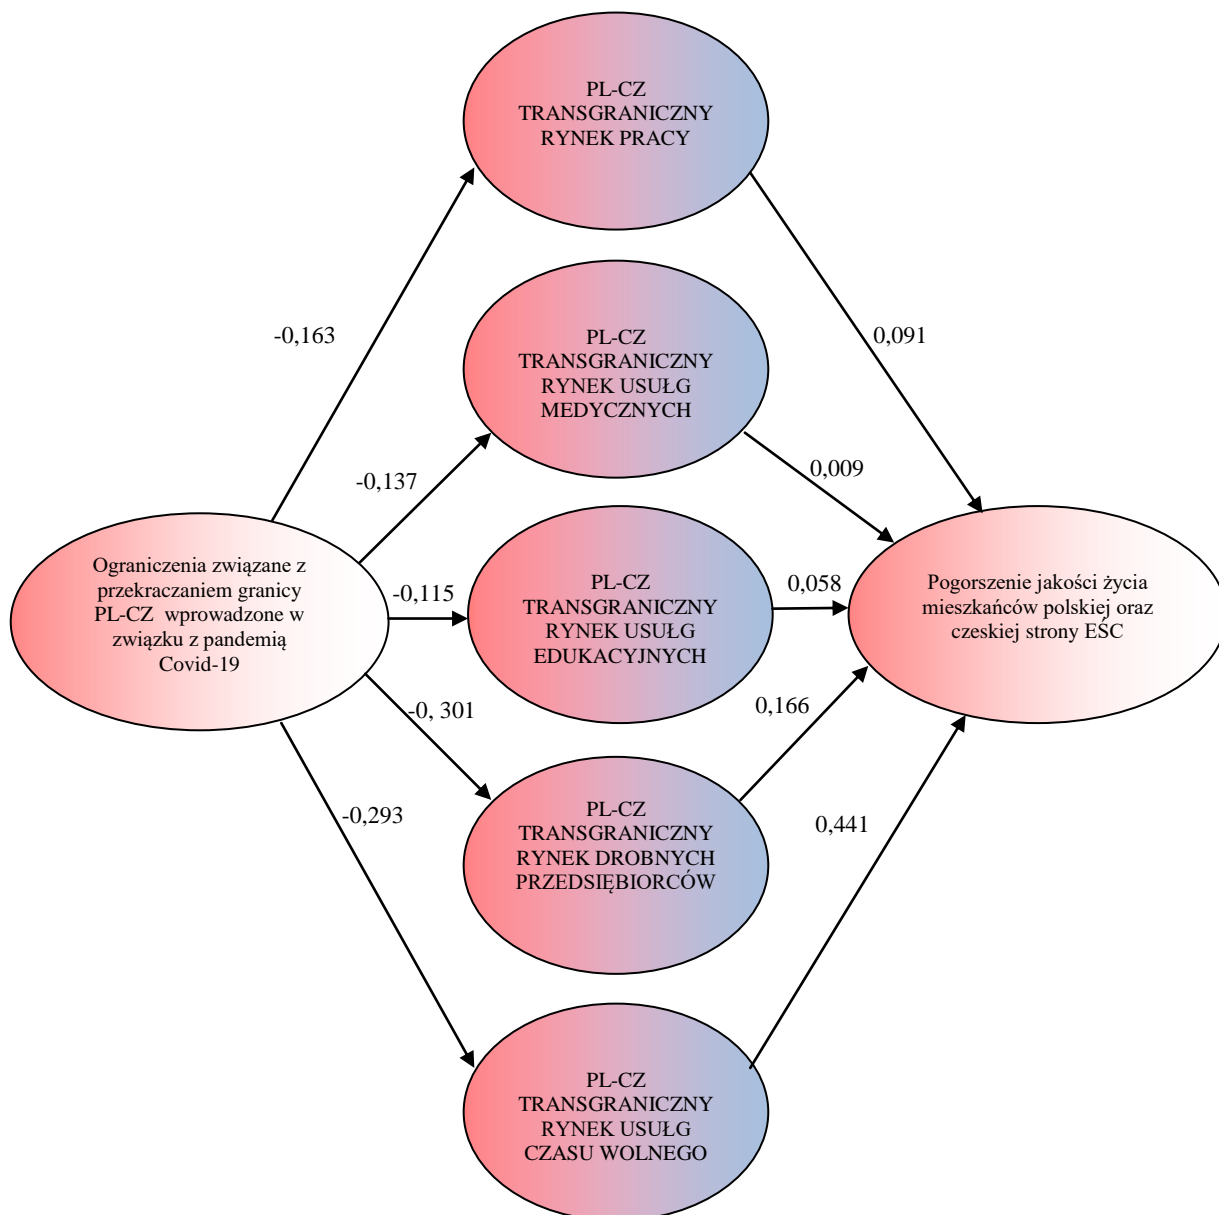 PL-CZ
TRANSGRANICZNY
RYNEK PRACY
-0,163
0,091
PL-CZ
TRANSGRANICZNY
RYNEK USUŁG
MEDYCZNYCH
-0,137
0,009
Ograniczenia związane z
przekraczaniem granicy
PL-CZ wprowadzone w
związku z pandemią
Covid-19
-0,115
PL-CZ
TRANSGRANICZNY
RYNEK USUŁG
EDUKACYJNYCH
0,058
Pogorszenie jakości życia
mieszkańców polskiej oraz
czeskiej strony EŚC
-0, 301
0,166
PL-CZ
TRANSGRANICZNY
RYNEK DROBNYCH
PRZEDSIĘBIORCÓW
-0,293
0,441
PL-CZ
TRANSGRANICZNY
RYNEK USUŁG
CZASU WOLNEGO